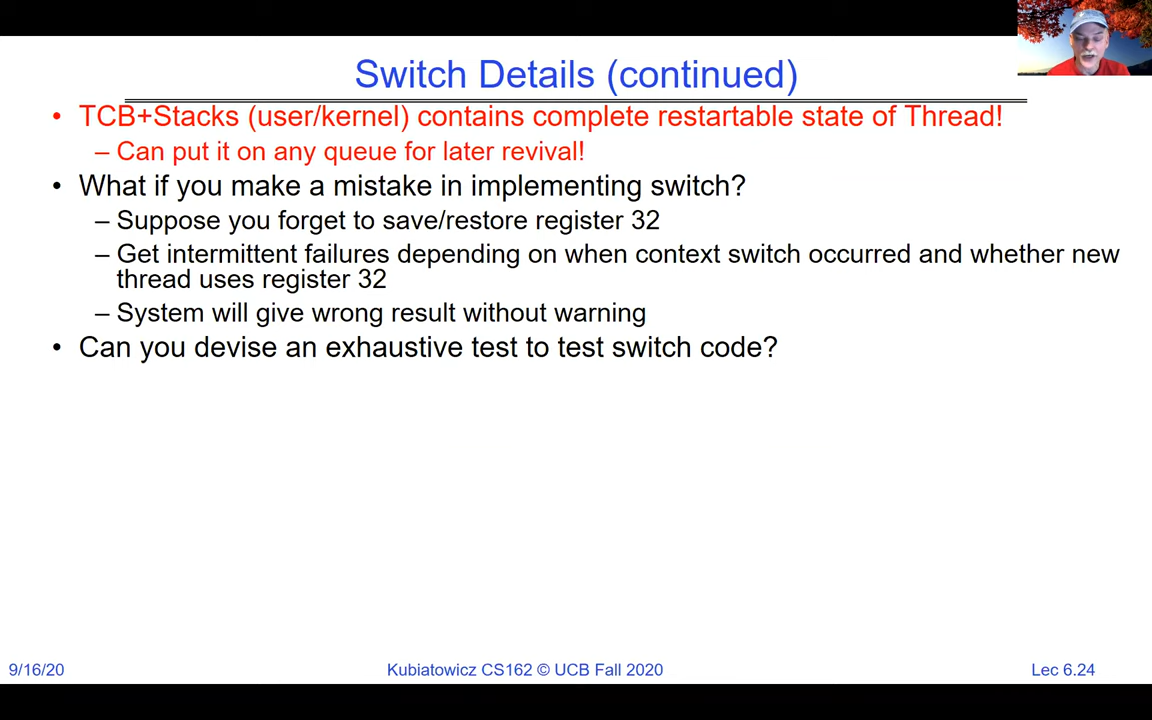 Switch Details (continued)
• TCB+Stacks (user/kernel) contains complete restartable state of Thread!
– Can put it on any queue for later revival!
• What if you make a mistake in implementing switch?
– Suppose you forget to save/restore register 32
– Get intermittent failures depending on when context switch occurred and whether new
thread uses register 32
– System will give wrong result without warning
• Can you devise an exhaustive test to test switch code?
9/16/20
Kubiatowicz CS162 © UCB Fall 2020
Lec 6.24